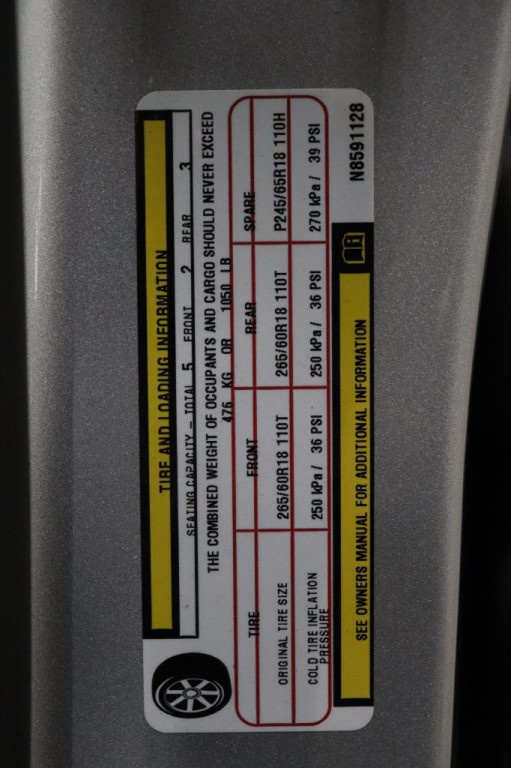 TIRE AND LOADING INFORMATION
SEATING CAPACITY – TOTAL 5 FRONT 2 REAR 3
THE COMBINED WEIGHT OF OCCUPANTS AND CARGO SHOULD NEVER EXCEED
476 KG OR 1050 LB
TIRE FRONT REAR SPARE
ORIGINAL TIRE SIZE 265/60R18 110T 265/60R18 110T P245/65R18 110H
COLD TIRE INFLATION
PRESSURE 250 kPa / 36 PSI 250 kPa / 36 PSI 270 kPa / 39 PSI
SEE OWNERS MANUAL FOR ADDITIONAL INFORMATION
N8591128